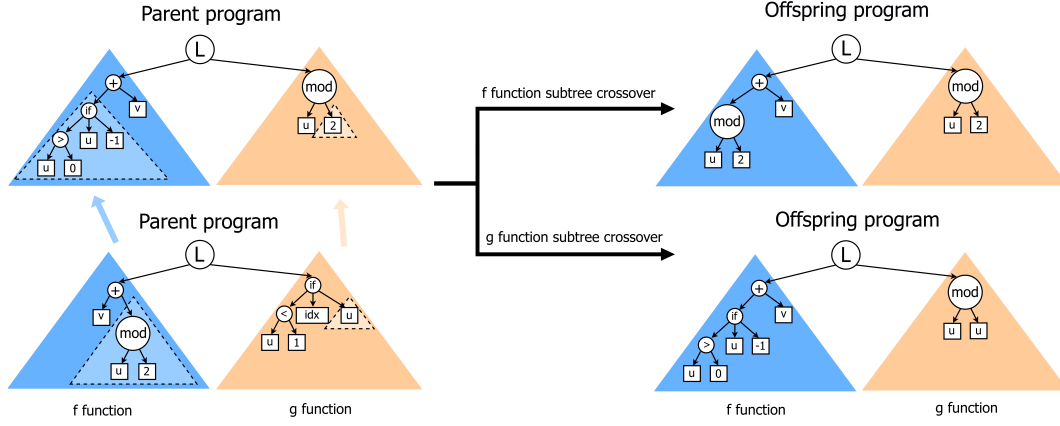 Parent program
Offspring program
L
L
+
mod
+
mod
if
v
v
f function subtree crossover
mod
>
u
-1
u
2
u
2
u
2
u
0
Parent program
Offspring program
g function subtree crossover
L
L
+
if
+
mod
v
mod
<
idx
u
if
v
u
u
u
1
>
u
-1
u
2
u
0
f function
g function
f function
g function